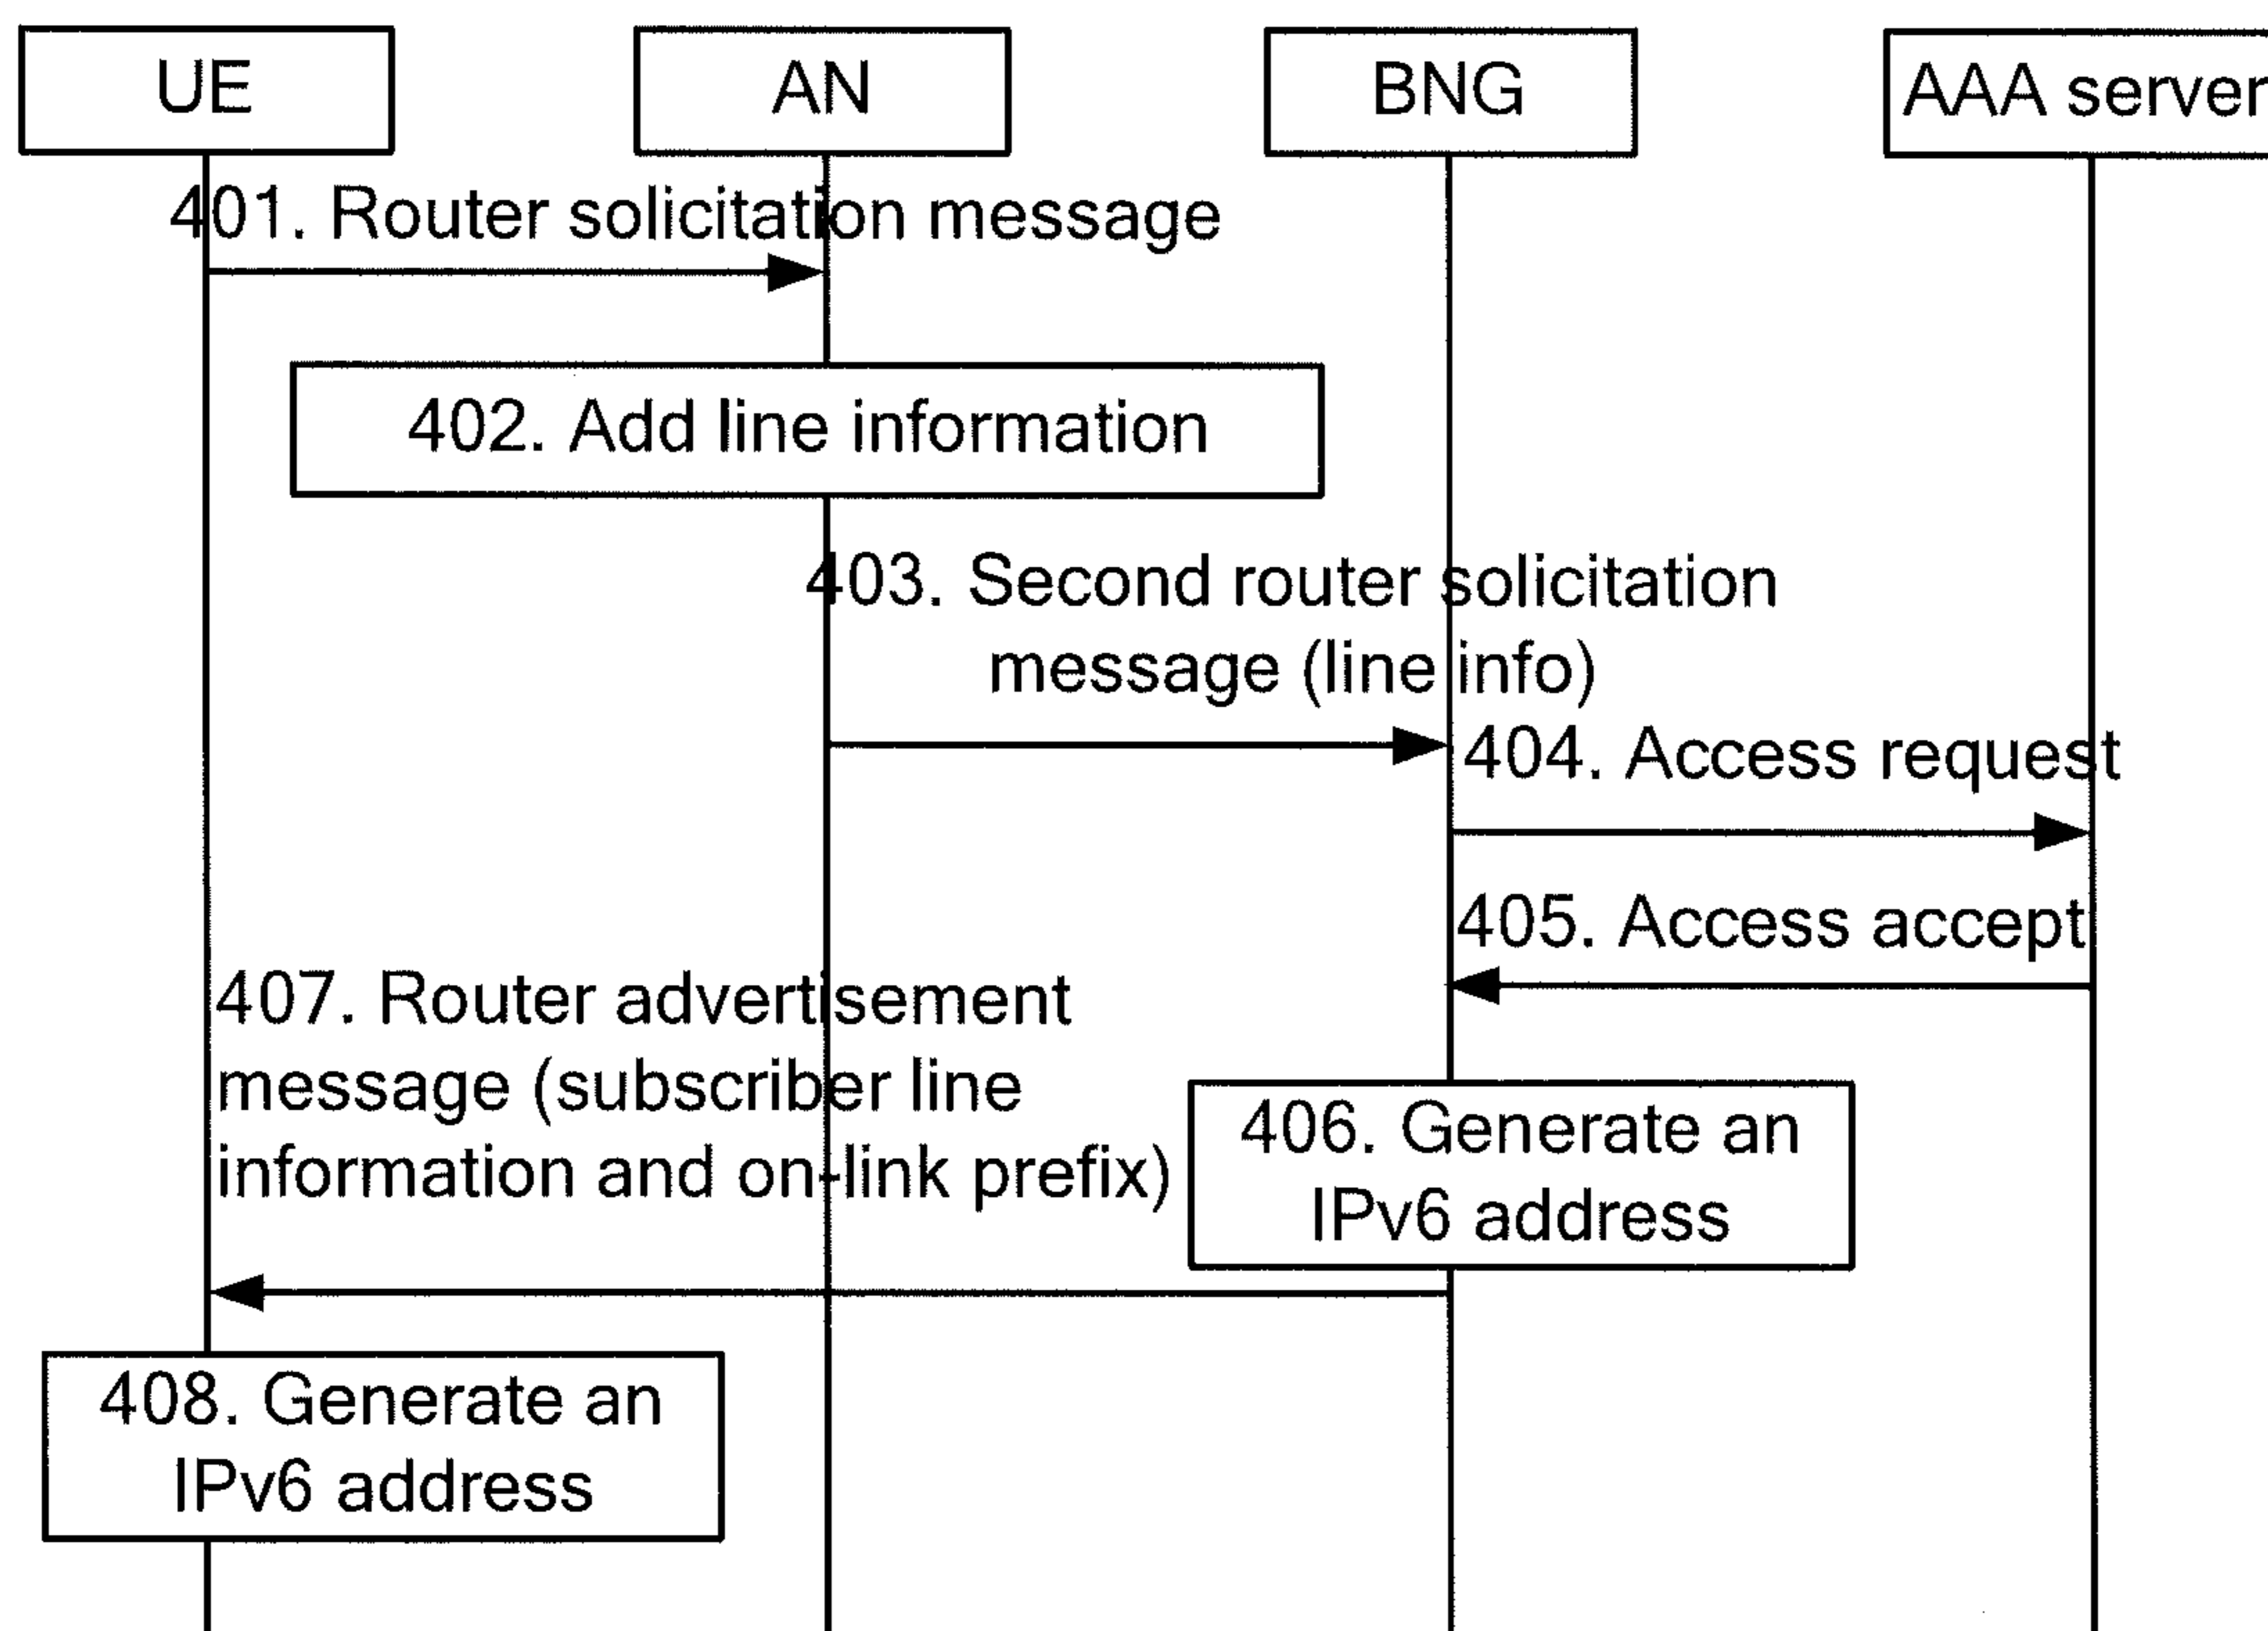 UE
AN
BNG
AAA server
401. Router solicitation message
402. Add line information
403. Second router solicitation
message (line info)
404. Access request
405. Access accept
407. Router advertisement
message (subscriber line
information and on-link prefix)
406. Generate an
IPv6 address
408. Generate an
IPv6 address